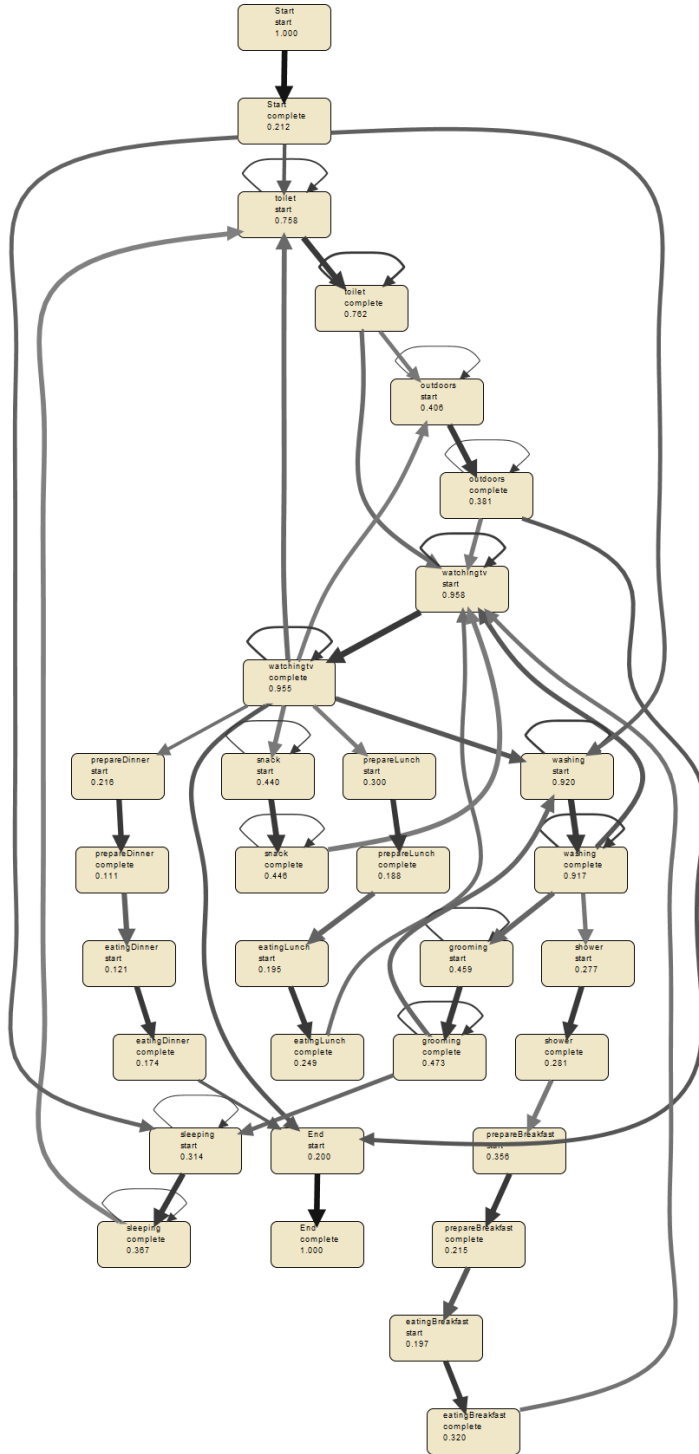 Start
start
1.000
Start
complete
0.212
toilet
start
0.758
toilet
complete
0.762
outdoors
start
0.406
outdoors
complete
0.381
watchingtv
start
0.958
watchingtv
complete
0.955
prepareDinner
start
0.216
snack
start
0.440
prepareLunch
start
0.300
washing
start
0.920
prepareDinner
complete
0.111
snack
complete
0.446
prepareLunch
complete
0.188
washing
complete
0.917
eatingDinner
start
0.121
eatingLunch
start
0.195
grooming
start
0.459
shower
start
0.277
eatingDinner
complete
0.174
eatingLunch
complete
0.249
grooming
complete
0.473
shower
complete
0.281
sleeping
start
0.314
End
start
0.200
prepareBreakfast
start
0.356
sleeping
complete
0.367
End
complete
1.000
prepareBreakfast
complete
0.215
eatingBreakfast
start
0.197
eatingBreakfast
complete
0.320